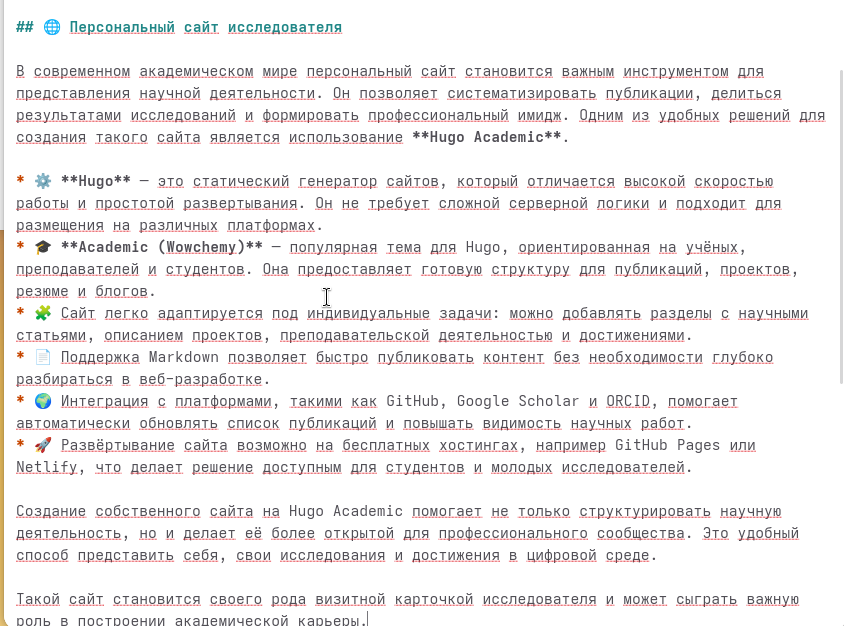 ## 🌐 Персональный сайт исследователя
В современном академическом мире персональный сайт становится важным инструментом для
представления научной деятельности. Он позволяет систематизировать публикации, делиться
результатами исследований и формировать профессиональный имидж. Одним из удобных решений для
создания такого сайта является использование **Hugo Academic**.
* ⚙️ **Hugo** — это статический генератор сайтов, который отличается высокой скоростью
работы и простотой развертывания. Он не требует сложной серверной логики и подходит для
размещения на различных платформах.
* 🎓 **Academic (Wowchemy)** — популярная тема для Hugo, ориентированная на учёных,
преподавателей и студентов. Она предоставляет готовую структуру для публикаций, проектов,
резюме и блогов.
* 🧩 Сайт легко адаптируется под индивидуальные задачи: можно добавлять разделы с научными
статьями, описанием проектов, преподавательской деятельностью и достижениями.
* 📄 Поддержка Markdown позволяет быстро публиковать контент без необходимости глубоко
разбираться в веб-разработке.
* 🌍 Интеграция с платформами, такими как GitHub, Google Scholar и ORCID, помогает
автоматически обновлять список публикаций и повышать видимость научных работ.
* 🚀 Развёртывание сайта возможно на бесплатных хостингах, например GitHub Pages или
Netlify, что делает решение доступным для студентов и молодых исследователей.
Создание собственного сайта на Hugo Academic помогает не только структурировать научную
деятельность, но и делает её более открытой для профессионального сообщества. Это удобный
способ представить себя, свои исследования и достижения в цифровой среде.
Такой сайт становится своего рода визитной карточкой исследователя и может сыграть важную
роль в построении академической карьеры.